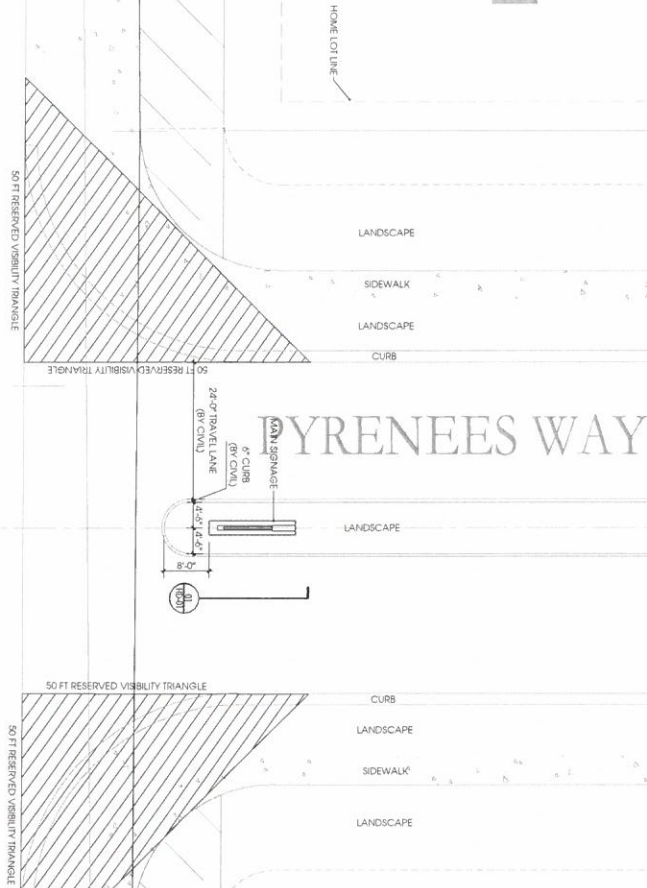 HOME LOT LINE
50 FT RESERVED VISIBILITY TRIANGLE
LANDSCAPE
SIDEWALK
LANDSCAPE
CURB
50 FT RESERVED VISIBILITY TRIANGLE
24'-0" TRAVEL LANE
(BY CIVIL)
6" CURB
(BY CIVIL)
MAIN SIGNAGE
PYRENEES WAY
4'-6"
4'-6"
LANDSCAPE
8'-0"
01
HD-01
50 FT RESERVED VISIBILITY TRIANGLE
CURB
LANDSCAPE
50 FT RESERVED VISIBILITY TRIANGLE
SIDEWALK
LANDSCAPE